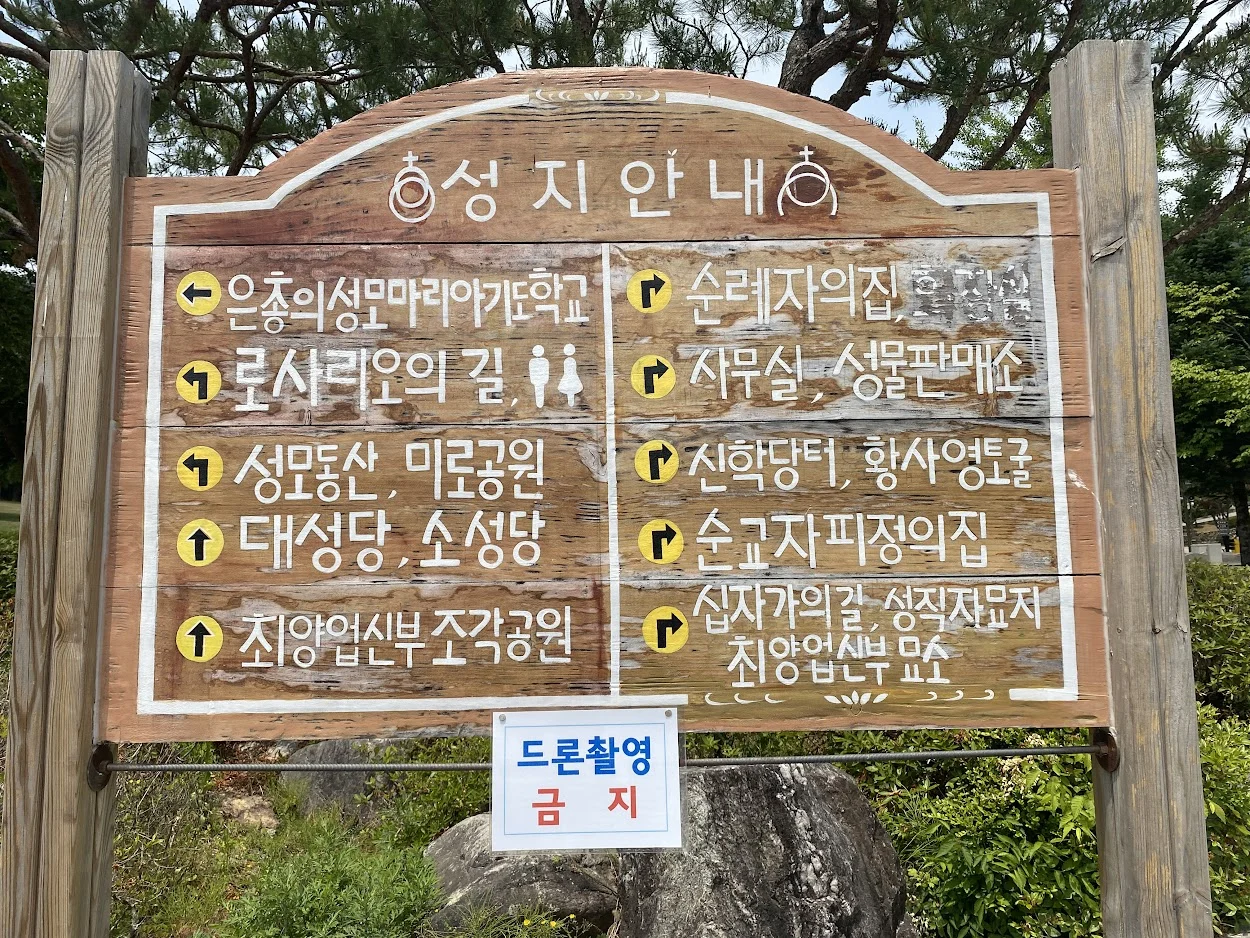 성지안내
은총의성모마리아기도학교
로사리오의 길,
성모동산, 미로공원
대성당, 소성당
최양업신부 조각공원
순례자의집,
사무실, 성물판매소
신학당터, 황사영토굴
순교자피정의집
십자가의길, 성직자묘지
최양업신부 묘소
드론촬영
금지